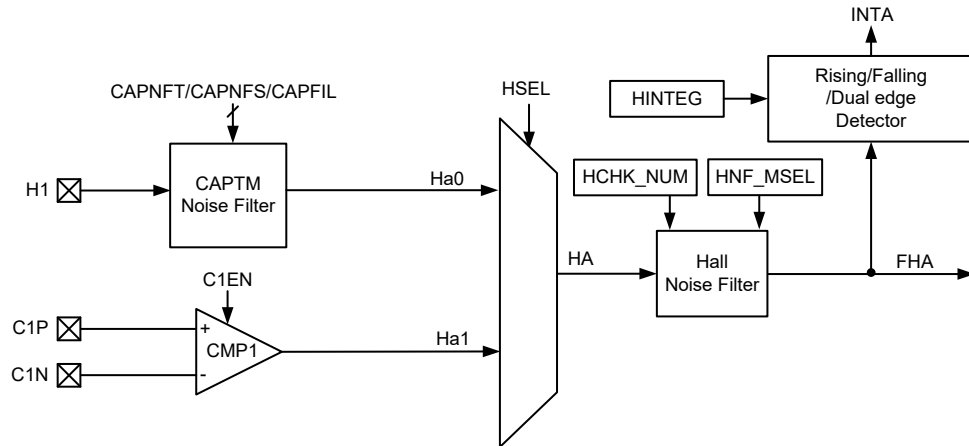 INTA
CAPNFT/CAPNFS/CAPFIL
HSEL
HINTEG
Rising/Falling
/Dual edge
Detector
H1
CAPTM
Noise Filter
Ha0
HCHK_NUM
HNF_MSEL
HA
Hall
Noise Filter
FHA
C1EN
C1P
+
CMP1
Ha1
C1N
-